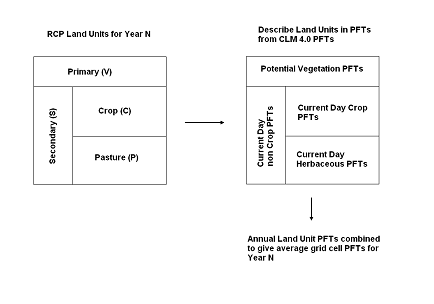 RCP Land Units for Year N
Describe Land Units in PFTs
from CLM 4.0 PFTs
Primary (V)
Secondary (S)
Crop (C)
Pasture (P)
Potential Vegetation PFTs
Current Day
non Crop PFTs
Current Day Crop
PFTs
Current Day
Herbaceous PFTs
Annual Land Unit PFTs combined
to give average grid cell PFTs for
Year N